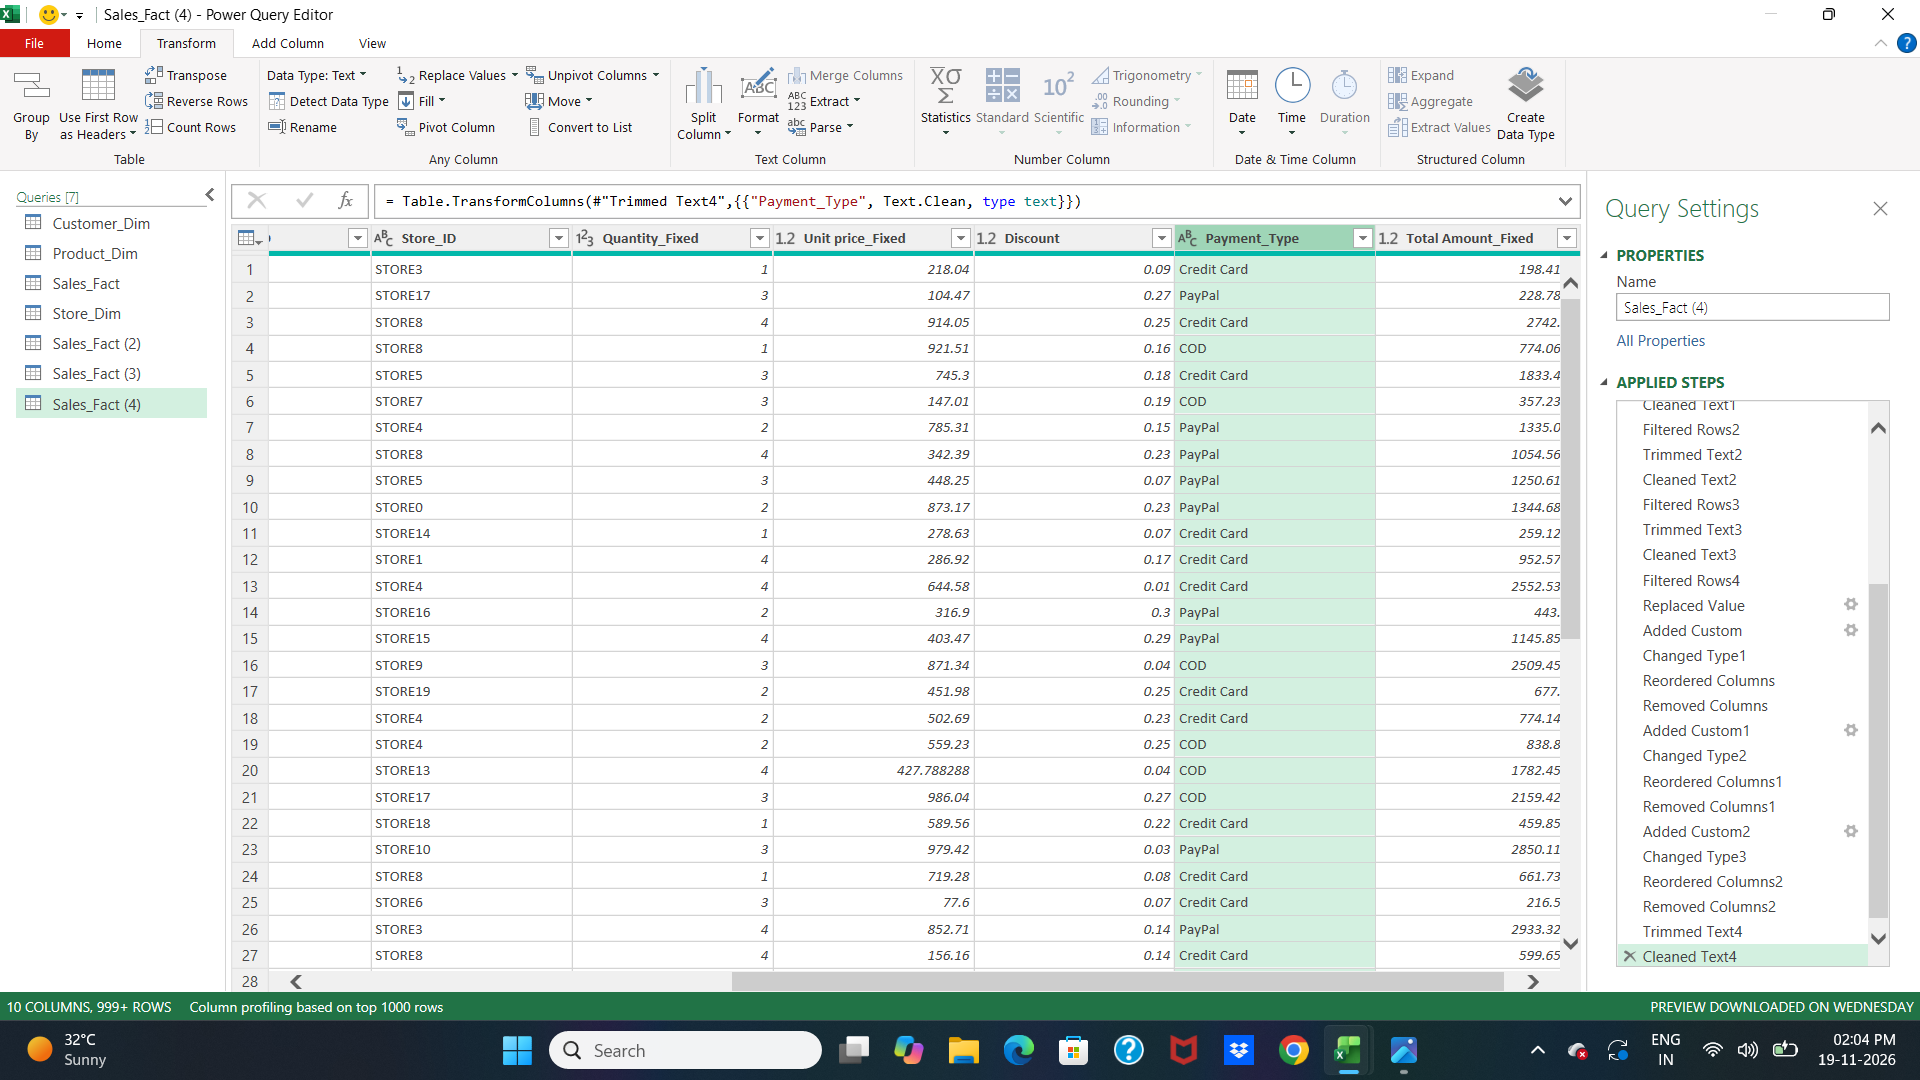 Sales_Fact (4) - Power Query Editor
File Home Transform Add Column View
Group By
Use First Row as Headers
Transpose
Reverse Rows
Count Rows
Table
Data Type: Text
Detect Data Type
Rename
Replace Values
Fill
Pivot Column
Unpivot Columns
Move
Convert to List
Any Column
Split Column
Format
Merge Columns
Extract
Parse
Text Column
Statistics
Standard
Scientific
Trigonometry
Rounding
Information
Number Column
Date
Time
Duration
Date & Time Column
Expand
Aggregate
Extract Values
Create Data Type
Structured Column
Queries [7]
Customer_Dim
Product_Dim
Sales_Fact
Store_Dim
Sales_Fact (2)
Sales_Fact (3)
Sales_Fact (4)
= Table.TransformColumns(#"Trimmed Text4",{{"Payment_Type", Text.Clean, type text}})
Store_ID Quantity_Fixed Unit price_Fixed Discount Payment_Type Total Amount_Fixed
1 STORE3 1 218.04 0.09 Credit Card 198.41
2 STORE17 3 104.47 0.27 PayPal 228.78
3 STORE8 4 914.05 0.25 Credit Card 2742.
4 STORE8 1 921.51 0.16 COD 774.06
5 STORE5 3 745.3 0.18 Credit Card 1833.4
6 STORE7 3 147.01 0.19 COD 357.23
7 STORE4 2 785.31 0.15 PayPal 1335.0
8 STORE8 4 342.39 0.23 PayPal 1054.56
9 STORE5 3 448.25 0.07 PayPal 1250.61
10 STORE0 2 873.17 0.23 PayPal 1344.68
11 STORE14 1 278.63 0.07 Credit Card 259.12
12 STORE1 4 286.92 0.17 Credit Card 952.57
13 STORE4 4 644.58 0.01 Credit Card 2552.53
14 STORE16 2 316.9 0.3 PayPal 443.
15 STORE15 4 403.47 0.29 PayPal 1145.85
16 STORE9 3 871.34 0.04 COD 2509.45
17 STORE19 2 451.98 0.25 Credit Card 677.
18 STORE4 2 502.69 0.23 Credit Card 774.14
19 STORE4 2 559.23 0.25 COD 838.8
20 STORE13 4 427.788288 0.04 COD 1782.45
21 STORE17 3 986.04 0.27 COD 2159.42
22 STORE18 1 589.56 0.22 Credit Card 459.85
23 STORE10 3 979.42 0.03 PayPal 2850.11
24 STORE8 1 719.28 0.08 Credit Card 661.73
25 STORE6 3 77.6 0.07 Credit Card 216.5
26 STORE3 4 852.71 0.14 PayPal 2933.32
27 STORE8 4 156.16 0.14 Credit Card 599.65
28
Query Settings
PROPERTIES
Name
Sales_Fact (4)
All Properties
APPLIED STEPS
Cleaned Text1
Filtered Rows2
Trimmed Text2
Cleaned Text2
Filtered Rows3
Trimmed Text3
Cleaned Text3
Filtered Rows4
Replaced Value
Added Custom
Changed Type1
Reordered Columns
Removed Columns
Added Custom1
Changed Type2
Reordered Columns1
Removed Columns1
Added Custom2
Changed Type3
Reordered Columns2
Removed Columns2
Trimmed Text4
Cleaned Text4
10 COLUMNS, 999+ ROWS Column profiling based on top 1000 rows PREVIEW DOWNLOADED ON WEDNESDAY
32°C
Sunny
Search
ENG
IN
02:04 PM
19-11-2026